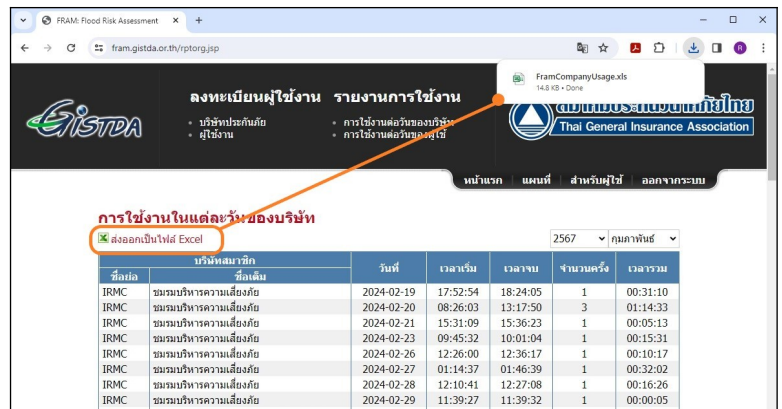 FRAM: Flood Risk Assessment
fram.gistda.or.th/rptorg.jsp
R
FramCompanyUsage.xls
14.8 KB • Done
GISTDA
ลงทะเบียนผู้ใช้งาน รายงานการใช้งาน
• บริษัทประกันภัย
• ผู้ใช้งาน
• การใช้งานต่อวันของบริษัท
• การใช้งานต่อวันของผู้ใช้
Thai General Insurance Association
หน้าแรก แผนที่ สำหรับผู้ใช้ ออกจากระบบ
การใช้งานในแต่ละวันของบริษัท
ส่งออกเป็นไฟล์ Excel
2567 กุมภาพันธ์
บริษัทสมาชิก วันที่ เวลาเริ่ม เวลาจบ จำนวนครั้ง เวลารวม
ชื่อย่อ ชื่อเต็ม
IRMC ชมรมบริหารความเสี่ยงภัย 2024-02-19 17:52:54 18:24:05 1 00:31:10
IRMC ชมรมบริหารความเสี่ยงภัย 2024-02-20 08:26:03 13:17:50 3 01:14:33
IRMC ชมรมบริหารความเสี่ยงภัย 2024-02-21 15:31:09 15:36:23 1 00:05:13
IRMC ชมรมบริหารความเสี่ยงภัย 2024-02-23 09:45:32 10:01:04 1 00:15:31
IRMC ชมรมบริหารความเสี่ยงภัย 2024-02-26 12:26:00 12:36:17 1 00:10:17
IRMC ชมรมบริหารความเสี่ยงภัย 2024-02-27 01:14:37 01:46:39 1 00:32:02
IRMC ชมรมบริหารความเสี่ยงภัย 2024-02-28 12:10:41 12:27:08 1 00:16:26
IRMC ชมรมบริหารความเสี่ยงภัย 2024-02-29 11:39:27 11:39:32 1 00:00:05